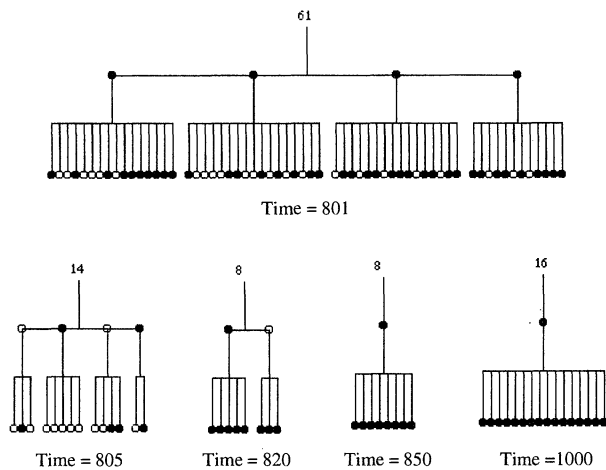 61
Time = 801
14
8
8
16
Time = 805
Time = 820
Time = 850
Time =1000